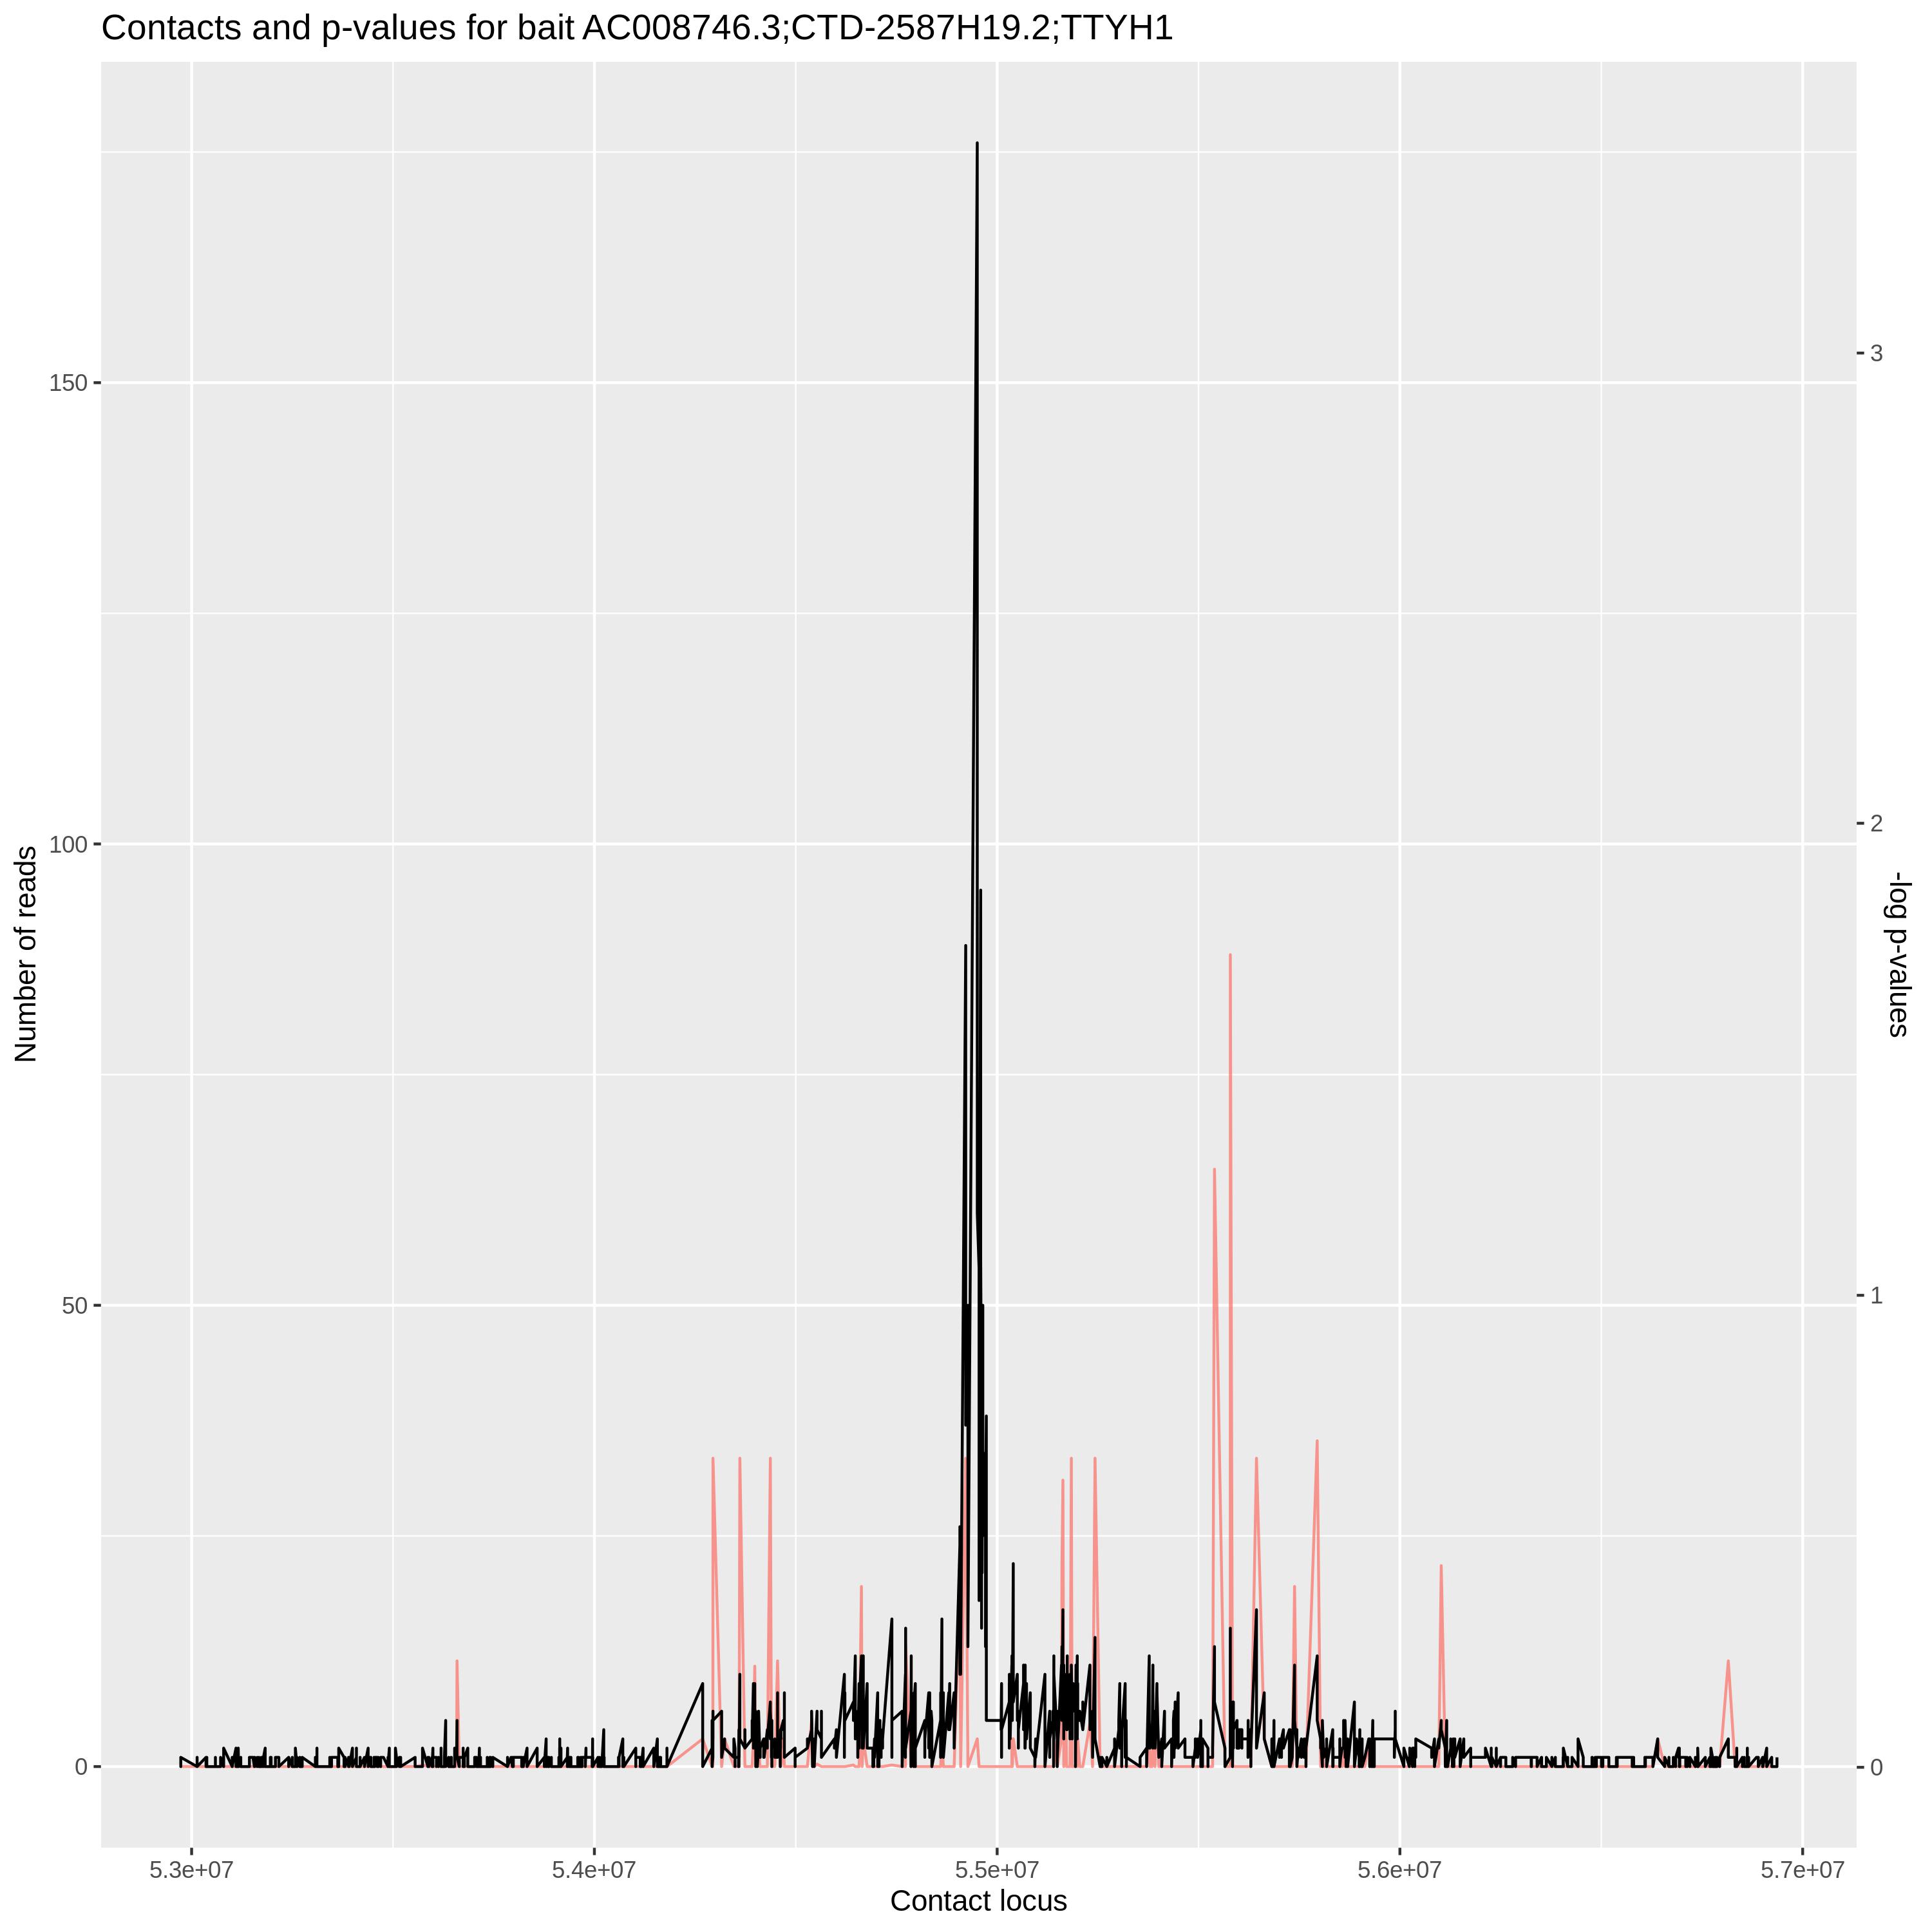 Contacts and p-values for bait AC008746.3;CTD-2587H19.2;TTYH1
150
100
50
0
Number of reads
3
2
1
0
-log p-values
5.3e+07
5.4e+07
5.5e+07
5.6e+07
5.7e+07
Contact locus